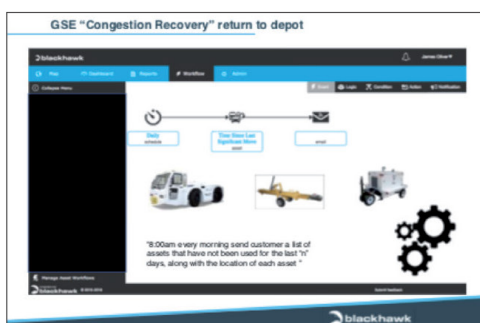 GSE “Congestion Recovery” return to depot
blackhawk
James Oliver
Map Dashboard Reports Workflow Admin
Collapse Menu
Event Logic Condition Action Notification
Daily
schedule
Time Since Last
Significant Move
asset
email
"8:00am every morning send customer a list of
assets that have not been used for the last "n"
days, along with the location of each asset "
Manage Asset Workflows
blackhawk
Submit Feedback
blackhawk